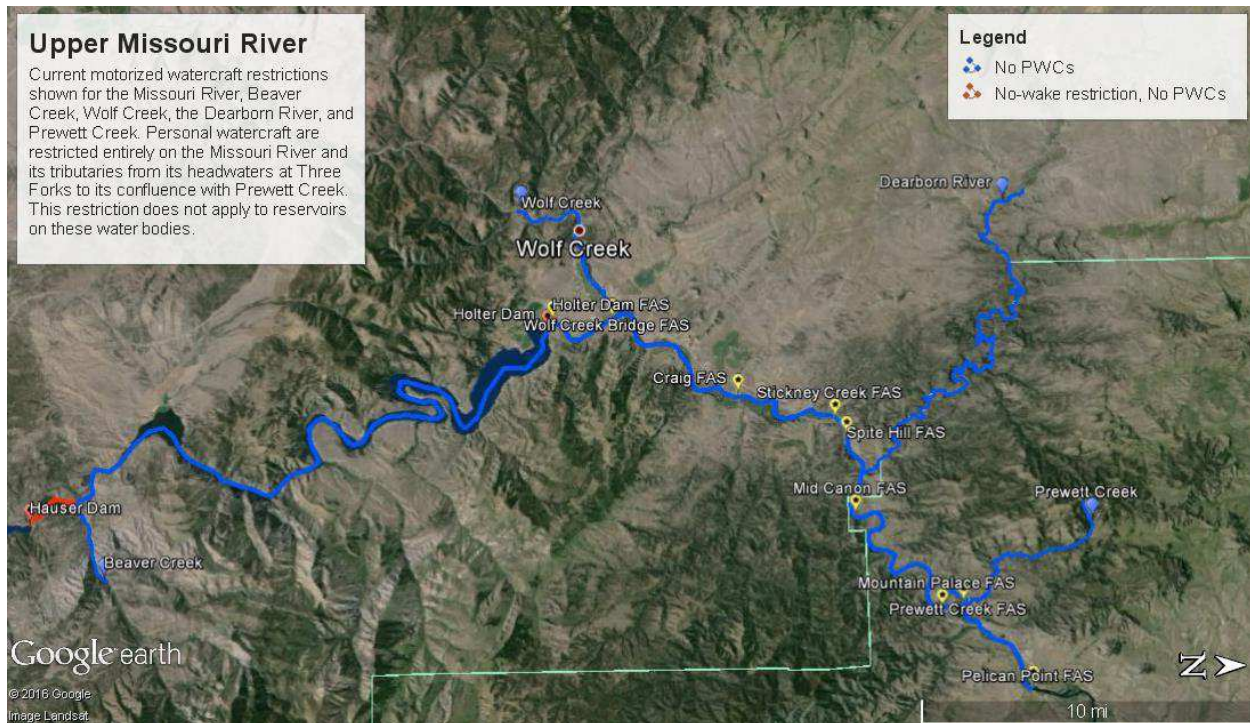 Upper Missouri River
Current motorized watercraft restrictions
shown for the Missouri River, Beaver
Creek, Wolf Creek, the Dearborn River, and
Prewett Creek. Personal watercraft are
restricted entirely on the Missouri River and
its tributaries from its headwaters at Three
Forks to its confluence with Prewett Creek.
This restriction does not apply to reservoirs
on these water bodies.
Legend
No PWCs
No-wake restriction, No PWCs
Dearborn River
Wolf Creek
Wolf Creek
Holter Dam FAS
Holter Dam
Wolf Creek Bridge FAS
Craig FAS
Stickney Creek FAS
Spite Hill FAS
Mid Canon FAS
Prewett Creek
Hauser Dam
Beaver Creek
Mountain Palace FAS
Prewett Creek FAS
Pelican Point FAS
Google earth
© 2016 Google
Image Landsat
N
10 mi